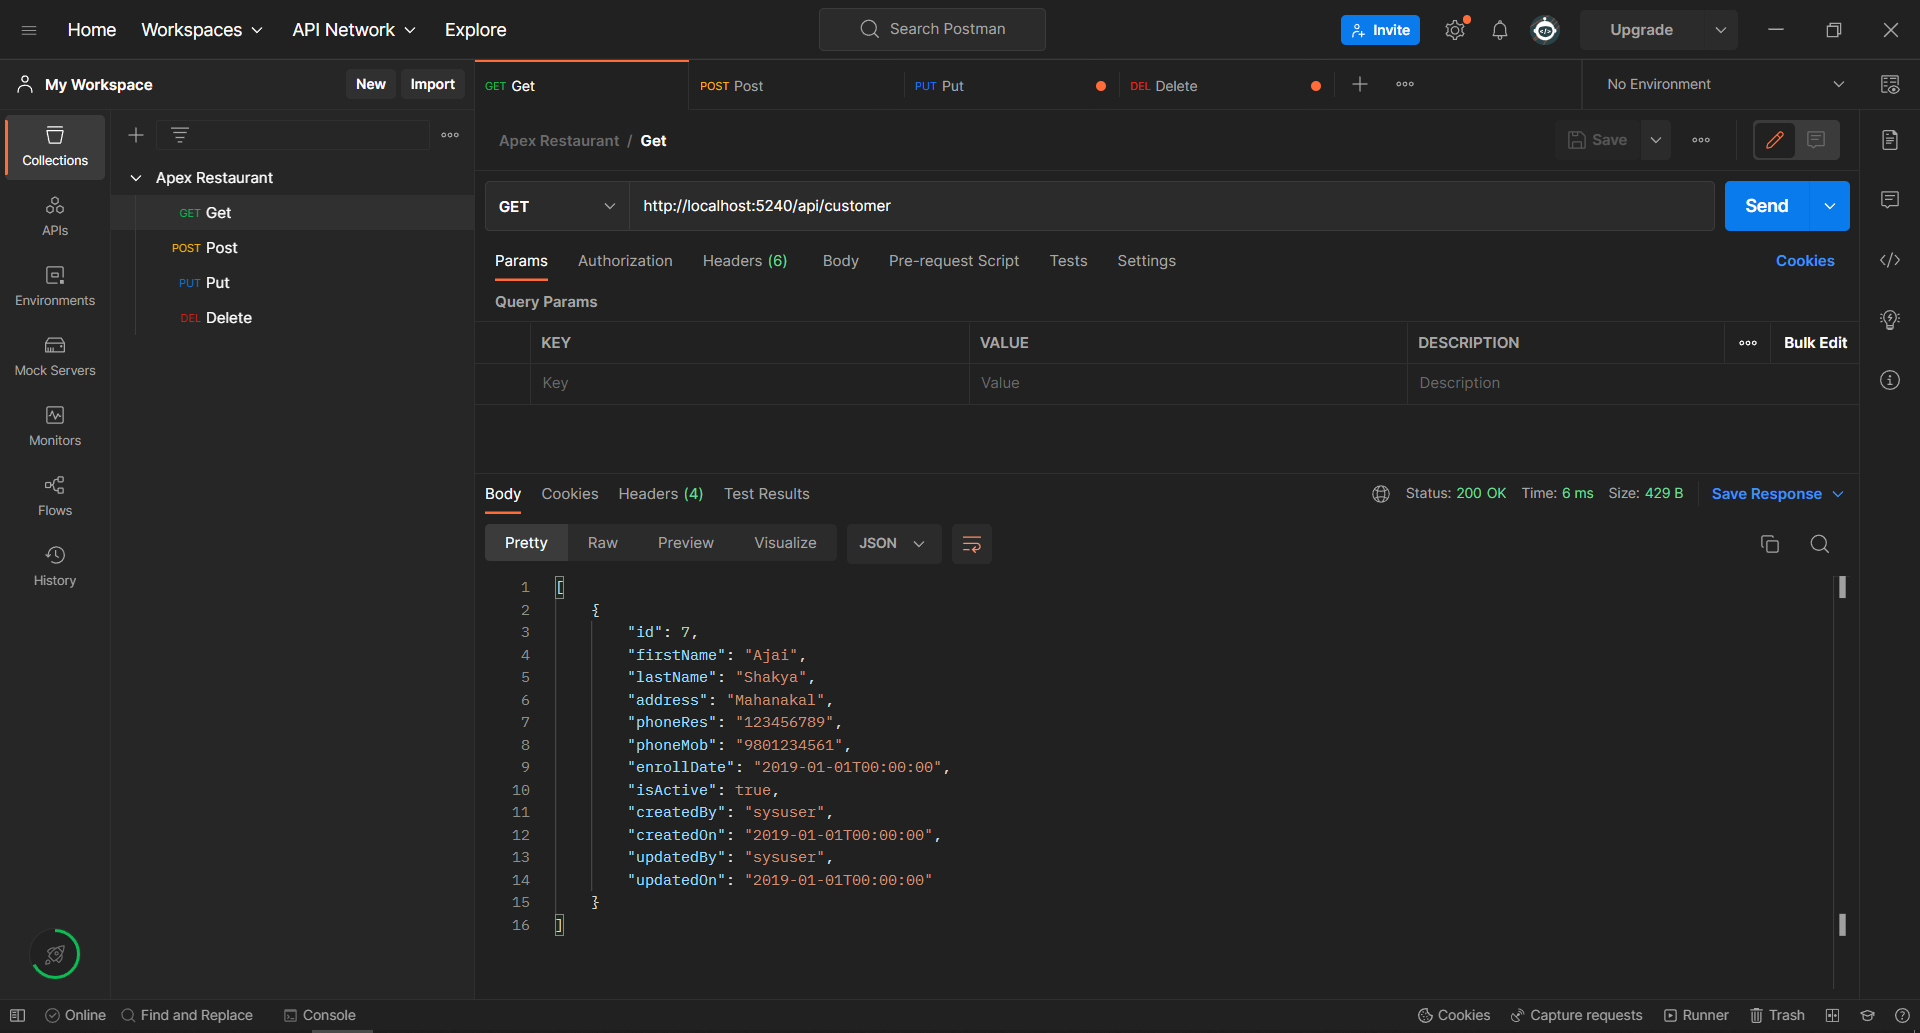 Home Workspaces API Network Explore Search Postman Invite Upgrade
My Workspace New Import GET Get POST Post PUT Put DEL Delete No Environment
Apex Restaurant / Get Save
Collections
APIs
Environments
Mock Servers
Monitors
Flows
History
Apex Restaurant
GET Get
POST Post
PUT Put
DEL Delete
GET http://localhost:5240/api/customer Send
Params Authorization Headers (6) Body Pre-request Script Tests Settings Cookies
Query Params
KEY VALUE DESCRIPTION Bulk Edit
Key Value Description
Body Cookies Headers (4) Test Results Status: 200 OK Time: 6 ms Size: 429 B Save Response
Pretty Raw Preview Visualize JSON
1 [
2 {
3 "id": 7,
4 "firstName": "Ajai",
5 "lastName": "Shakya",
6 "address": "Mahanakal",
7 "phoneRes": "123456789",
8 "phoneMob": "9801234561",
9 "enrollDate": "2019-01-01T00:00:00",
10 "isActive": true,
11 "createdBy": "sysuser",
12 "createdOn": "2019-01-01T00:00:00",
13 "updatedBy": "sysuser",
14 "updatedOn": "2019-01-01T00:00:00"
15 }
16 ]
Online Find and Replace Console Cookies Capture requests Runner Trash